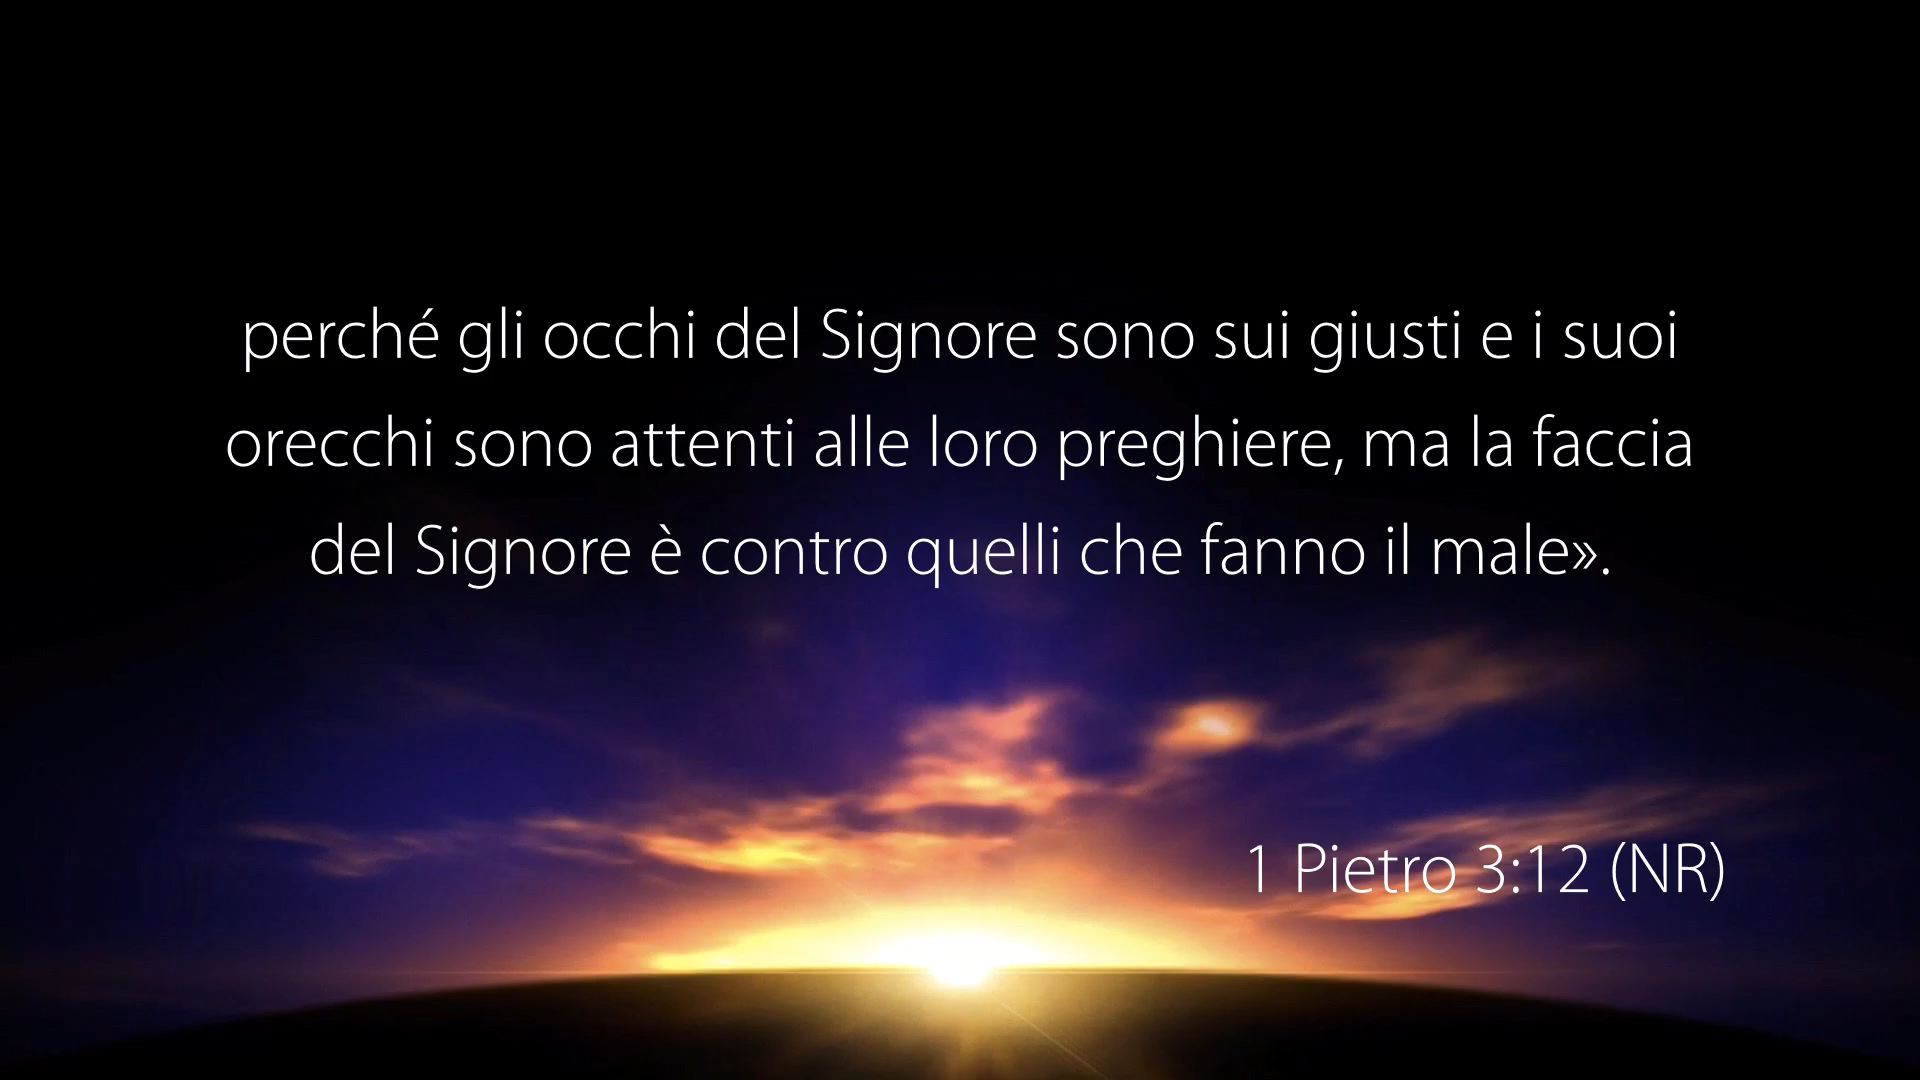 perché gli occhi del Signore sono sui giusti e i suoi
orecchi sono attenti alle loro preghiere, ma la faccia
del Signore è contro quelli che fanno il male».
1 Pietro 3:12 (NR)